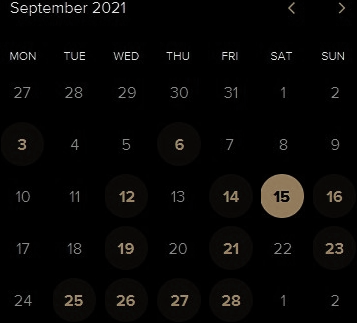 September 2021
MON TUE WED THU FRI SAT SUN
27 28 29 30 31 1 2
3 4 5 6 7 8 9
10 11 12 13 14 15 16
17 18 19 20 21 22 23
24 25 26 27 28 1 2